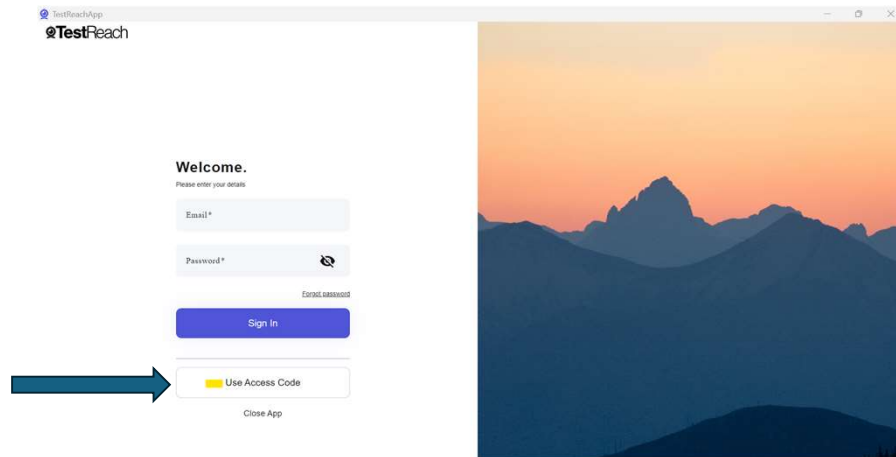 TestReachApp
TestReach
Welcome.
Please enter your details
Email*
Password*
Forgot password
Sign In
Use Access Code
Close App